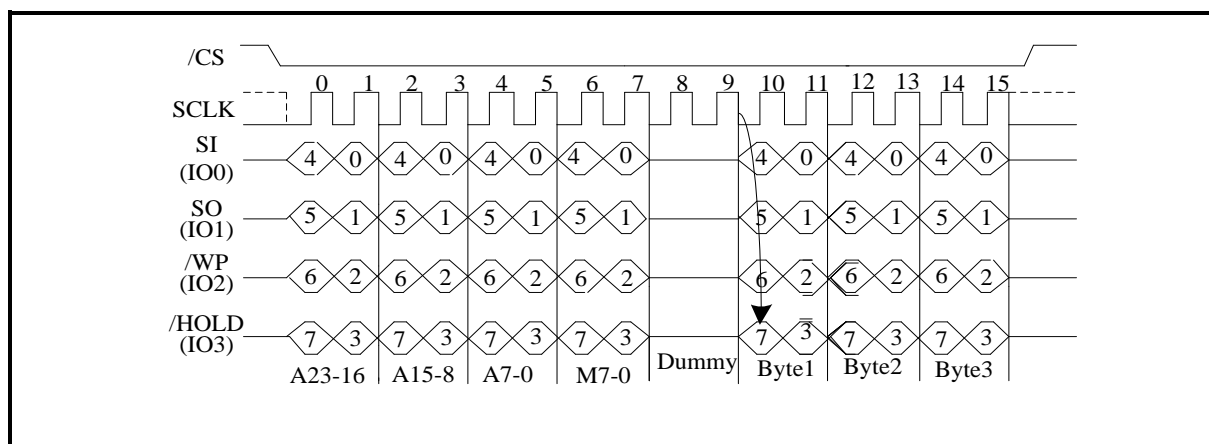 /CS
0 1 2 3 4 5 6 7 8 9 10 11 12 13 14 15
SCLK
SI
(IO0)
4 0 4 0 4 0 4 0 4 0 4 0 4 0
SO
(IO1)
5 1 5 1 5 1 5 1 5 1 5 1 5 1
/WP
(IO2)
6 2 6 2 6 2 6 2 6 2 6 2 6 2
/HOLD
(IO3)
7 3 7 3 7 3 7 3 7 3 7 3 7 3
A23-16 A15-8 A7-0 M7-0 Dummy Byte1 Byte2 Byte3